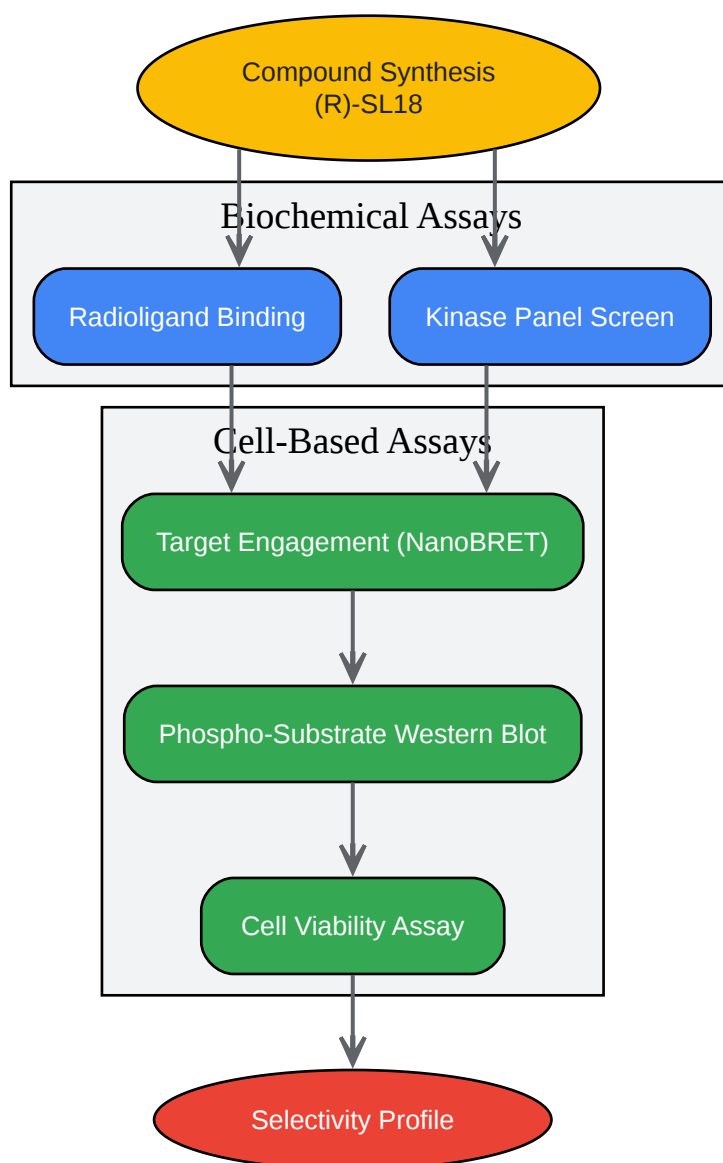 Compound Synthesis
(R)-SL18
Biochemical Assays
Radioligand Binding
Kinase Panel Screen
Cell-Based Assays
Target Engagement (NanoBRET)
Phospho-Substrate Western Blot
Cell Viability Assay
Selectivity Profile